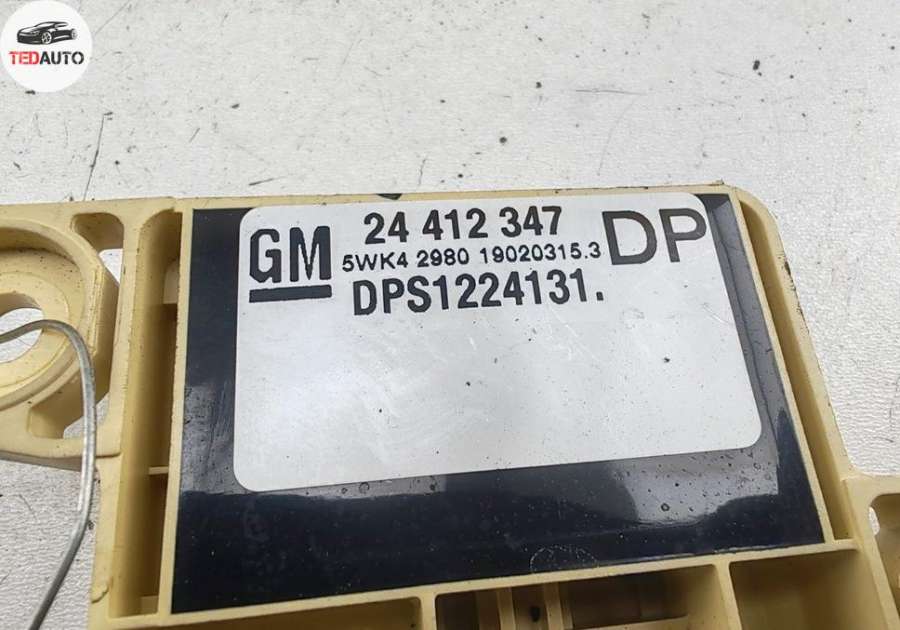 TEDAUTO
GM
24 412 347
DP
5WK4 2980 19020315.3
DPS1224131.